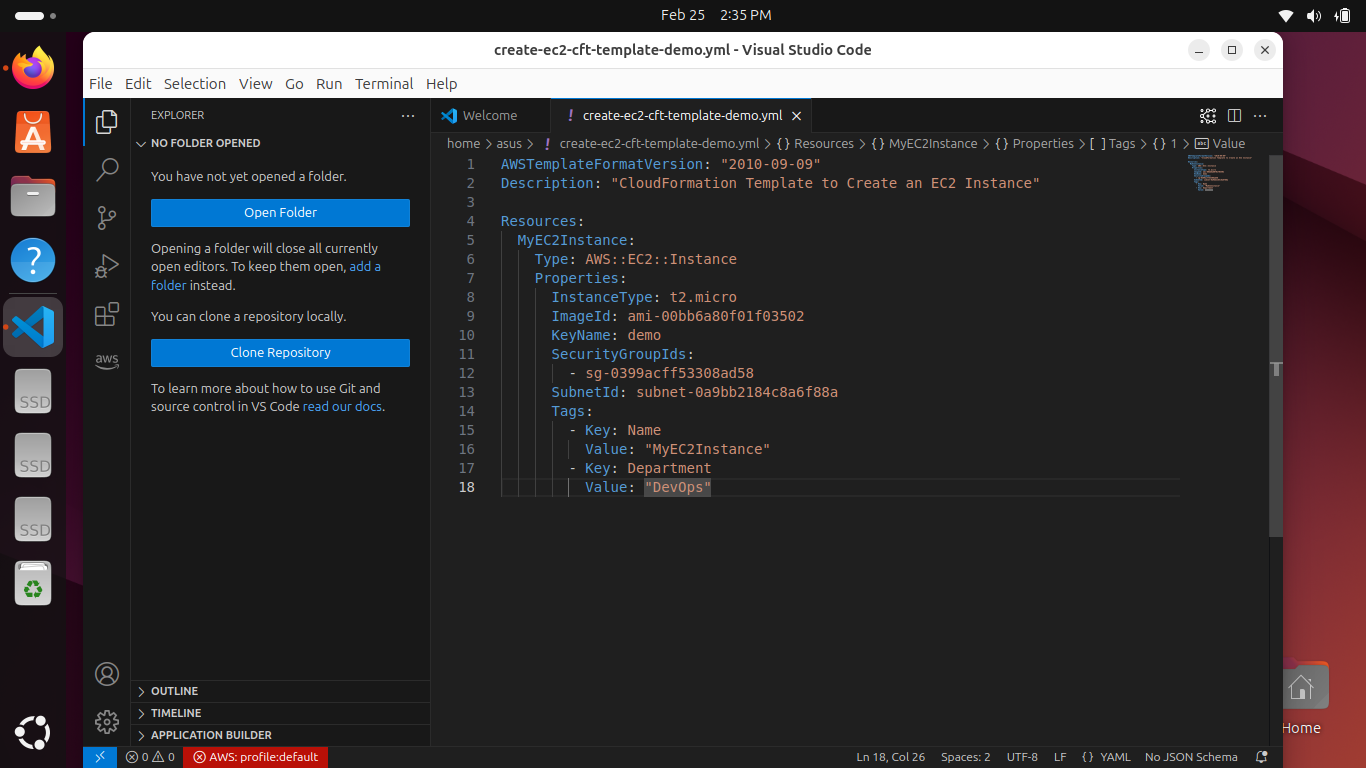 Feb 25 2:35 PM
create-ec2-cft-template-demo.yml - Visual Studio Code
File Edit Selection View Go Run Terminal Help
EXPLORER
NO FOLDER OPENED
You have not yet opened a folder.
Open Folder
Opening a folder will close all currently
open editors. To keep them open, add a
folder instead.
You can clone a repository locally.
Clone Repository
To learn more about how to use Git and
source control in VS Code read our docs.
OUTLINE
TIMELINE
APPLICATION BUILDER
aws
SSD
SSD
SSD
Welcome
! create-ec2-cft-template-demo.yml
home > asus > ! create-ec2-cft-template-demo.yml > {} Resources > {} MyEC2Instance > {} Properties > [ ] Tags > {} 1 > abc Value
1 AWSTemplateFormatVersion: "2010-09-09"
2 Description: "CloudFormation Template to Create an EC2 Instance"
3
4 Resources:
5 MyEC2Instance:
6 Type: AWS::EC2::Instance
7 Properties:
8 InstanceType: t2.micro
9 ImageId: ami-00bb6a80f01f03502
10 KeyName: demo
11 SecurityGroupIds:
12 - sg-0399acff53308ad58
13 SubnetId: subnet-0a9bb2184c8a6f88a
14 Tags:
15 - Key: Name
16 Value: "MyEC2Instance"
17 - Key: Department
18 Value: "DevOps"
Home
0 0 AWS: profile:default
Ln 18, Col 26 Spaces: 2 UTF-8 LF {} YAML No JSON Schema